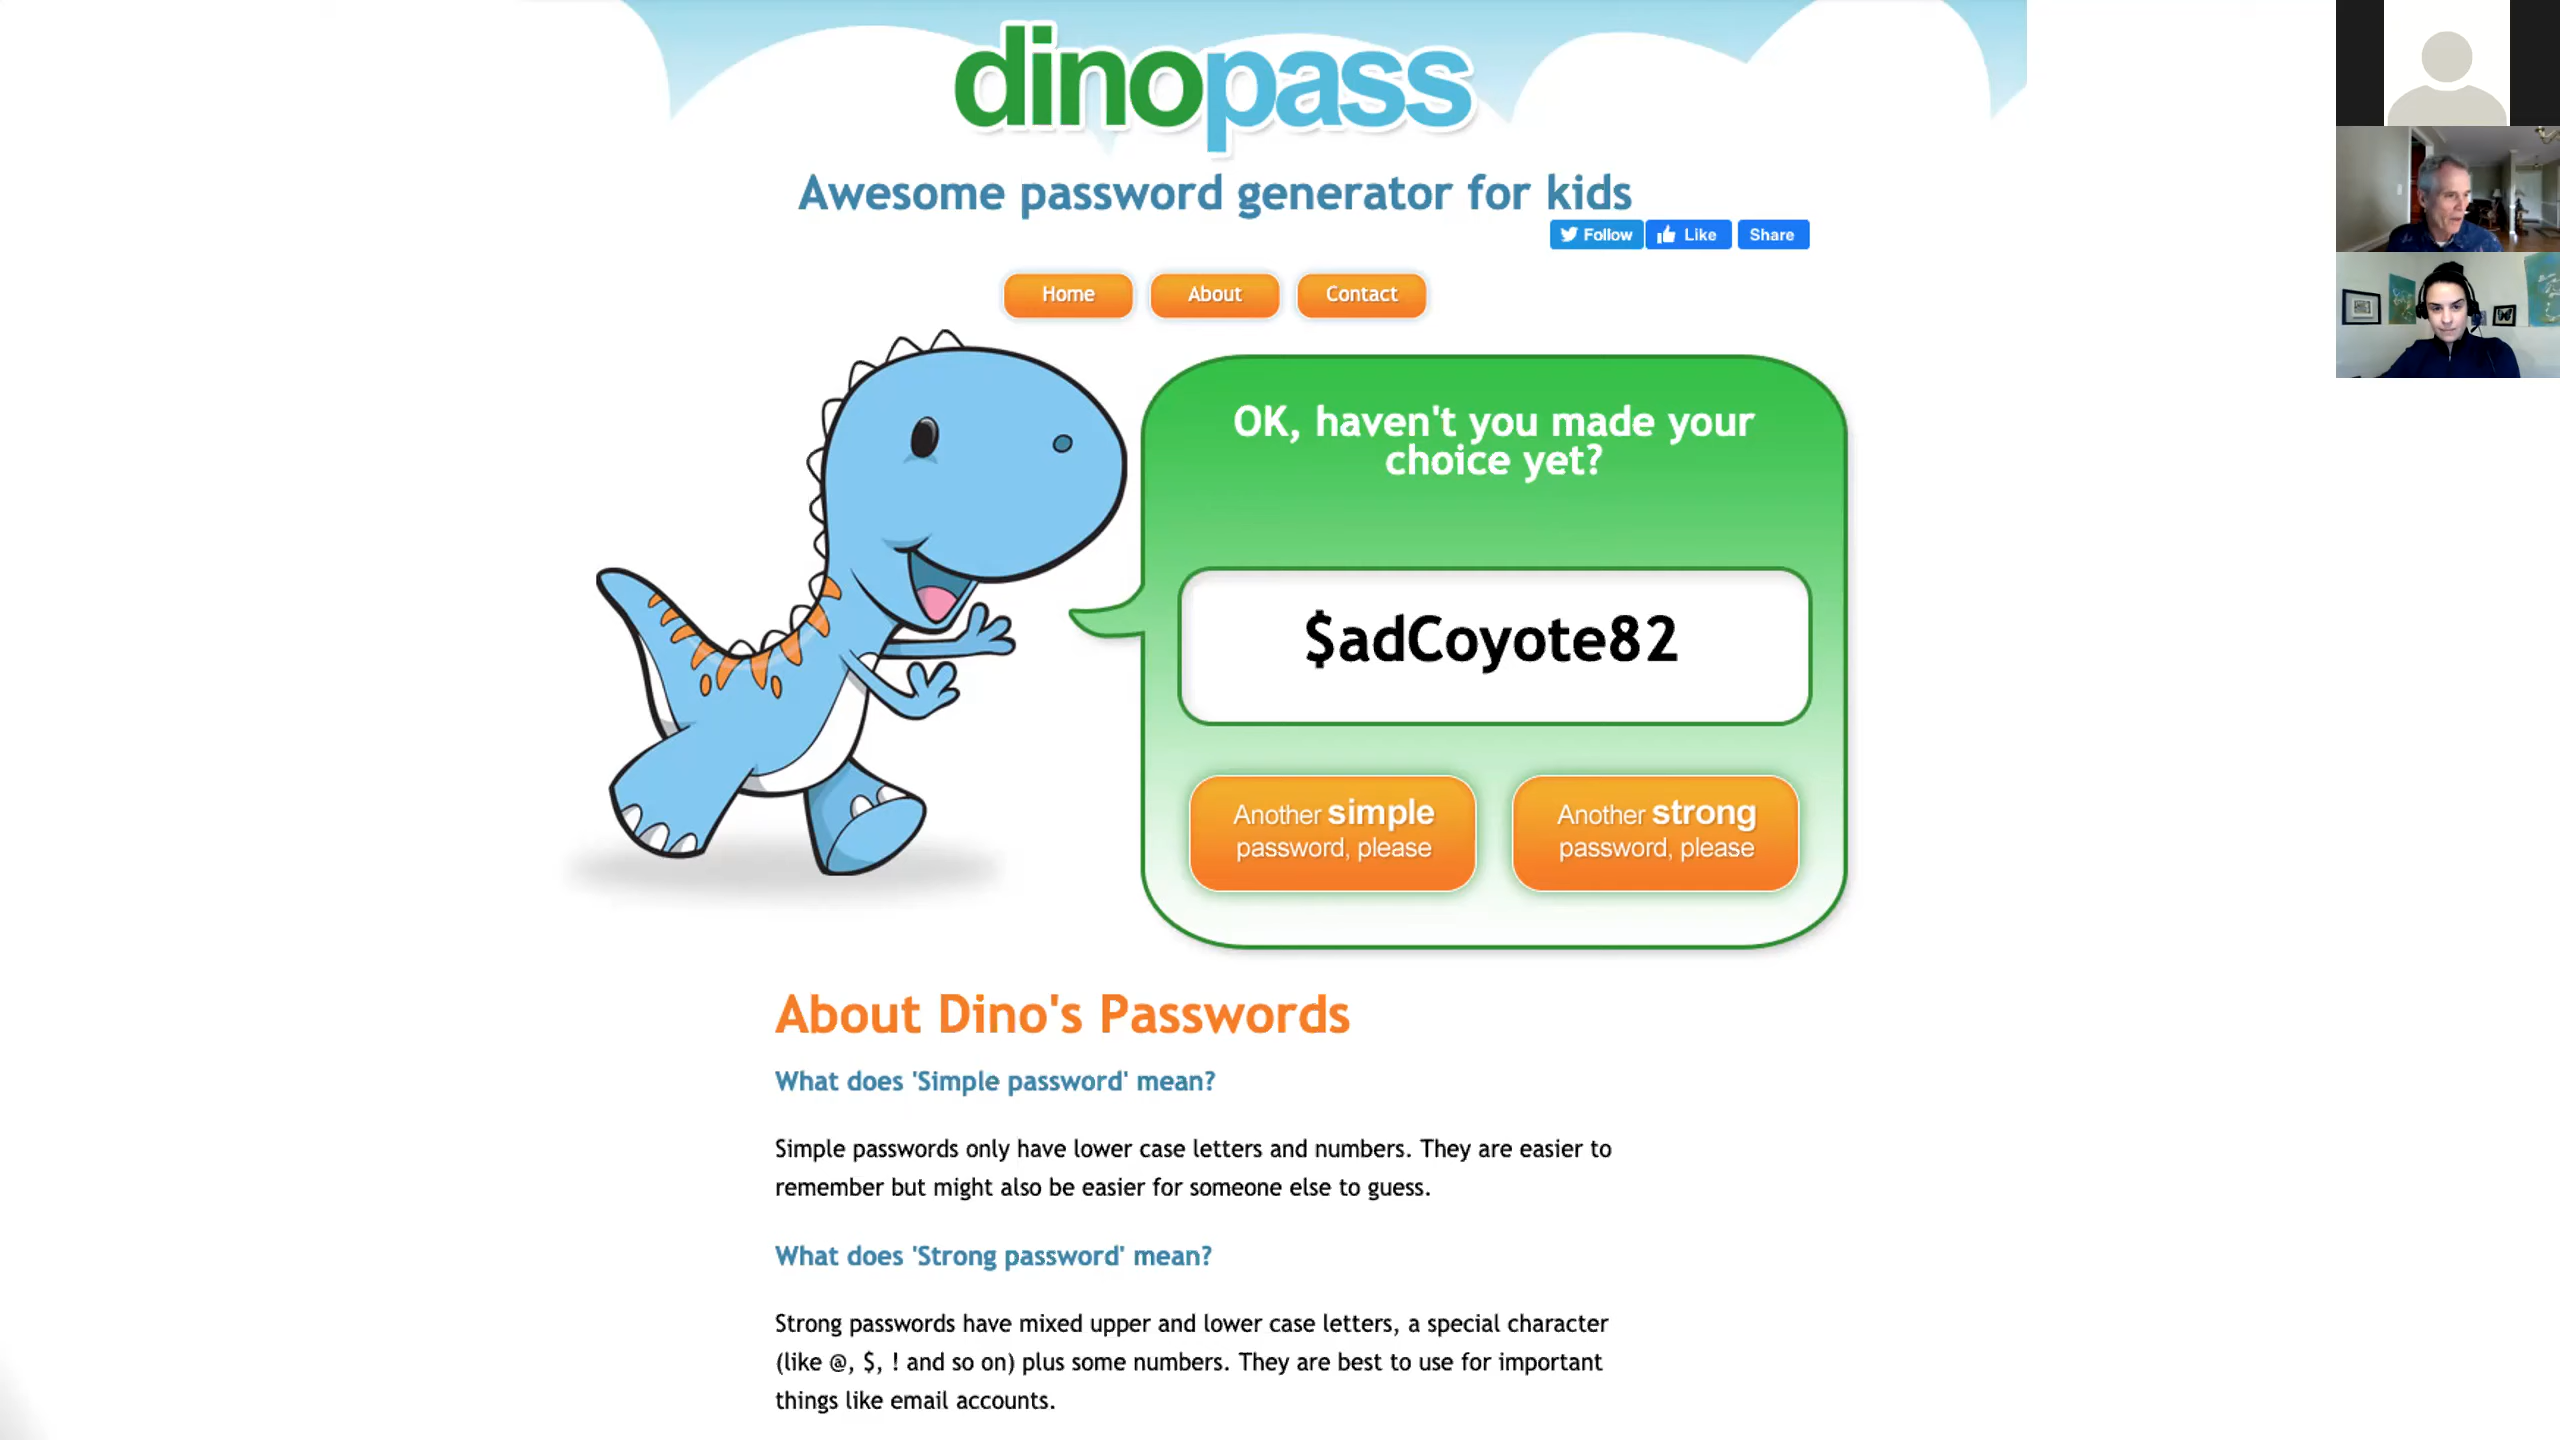 dinopass
Awesome password generator for kids
Follow Like Share
Home About Contact
OK, haven't you made your
choice yet?
$adCoyote82
Another simple
password, please
Another strong
password, please
About Dino's Passwords
What does 'Simple password' mean?
Simple passwords only have lower case letters and numbers. They are easier to
remember but might also be easier for someone else to guess.
What does 'Strong password' mean?
Strong passwords have mixed upper and lower case letters, a special character
(like @, $, ! and so on) plus some numbers. They are best to use for important
things like email accounts.